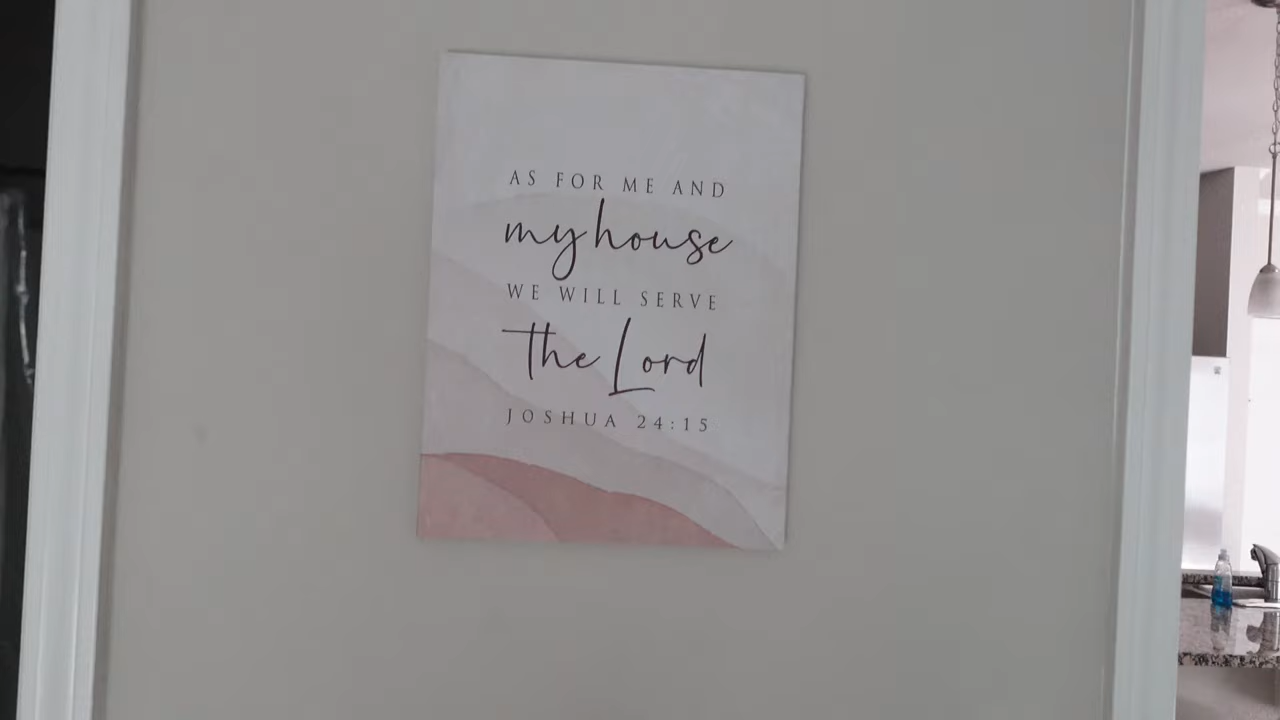 AS FOR ME AND
my house
WE WILL SERVE
the Lord
JOSHUA 24:15